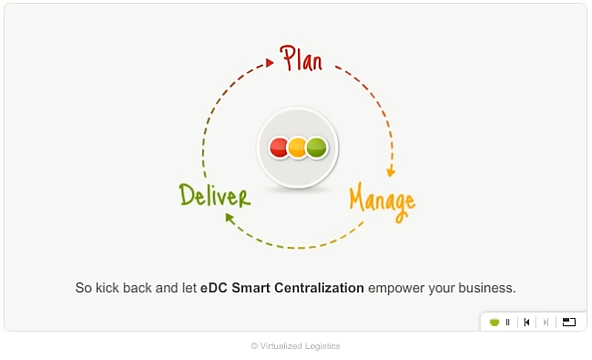 Plan
Deliver
Manage
So kick back and let eDC Smart Centralization empower your business.
© Virtualized Logistics